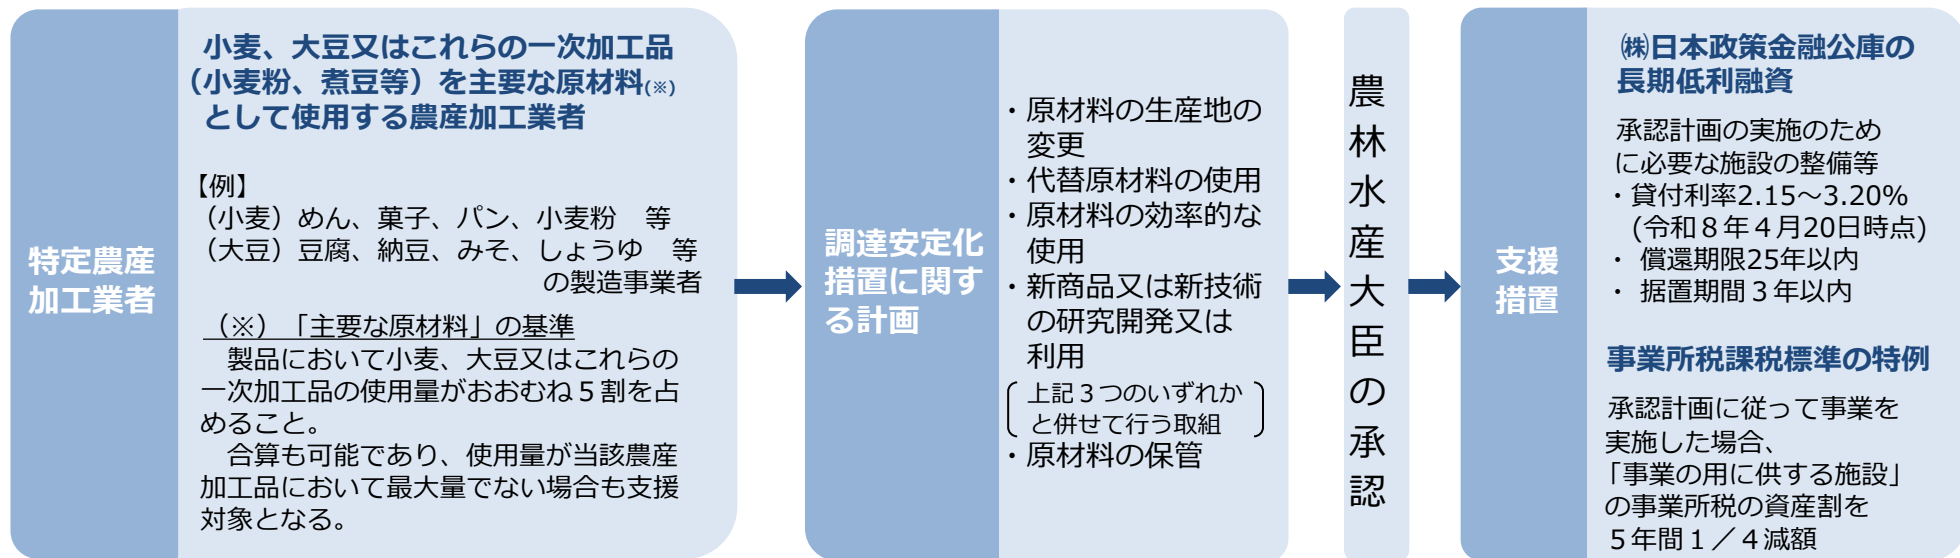 特定農産
加工業者
小麦、大豆又はこれらの一次加工品
（小麦粉、煮豆等）を主要な原材料(※)
として使用する農産加工業者
【例】
（小麦）めん、菓子、パン、小麦粉　等
（大豆）豆腐、納豆、みそ、しょうゆ　等
の製造事業者
（※）「主要な原材料」の基準
製品において小麦、大豆又はこれらの
一次加工品の使用量がおおむね５割を占
めること。
合算も可能であり、使用量が当該農産
加工品において最大量でない場合も支援
対象となる。
調達安定化
措置に関す
る計画
・原材料の生産地の
変更
・代替原材料の使用
・原材料の効率的な
使用
・新商品又は新技術
の研究開発又は
利用
上記３つのいずれか
と併せて行う取組
・原材料の保管
農林水産大臣の承認
支援
措置
㈱日本政策金融公庫の
長期低利融資
承認計画の実施のため
に必要な施設の整備等
・貸付利率2.15～3.20%
(令和８年４月20日時点)
・ 償還期限25年以内
・ 据置期間３年以内
事業所税課税標準の特例
承認計画に従って事業を
実施した場合、
「事業の用に供する施設」
の事業所税の資産割を
５年間１／４減額